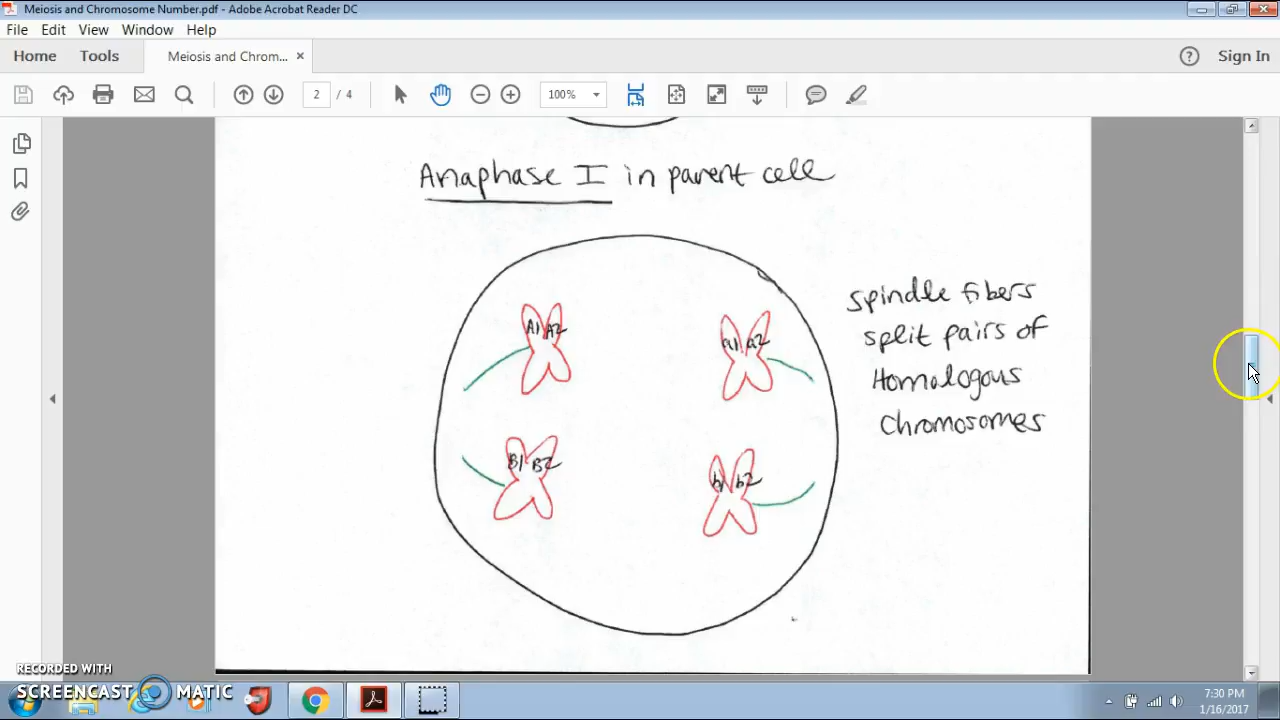 Meiosis and Chromosome Number.pdf - Adobe Acrobat Reader DC
File Edit View Window Help
Home Tools Meiosis and Chrom... × ? Sign In
2 / 4 100%
Anaphase I in parent cell
A1 A2
a1 a2
B1 B2
b1 b2
spindle fibers
split pairs of
Homologous
Chromosomes
RECORDED WITH
SCREENCAST MATIC
7:30 PM
1/16/2017